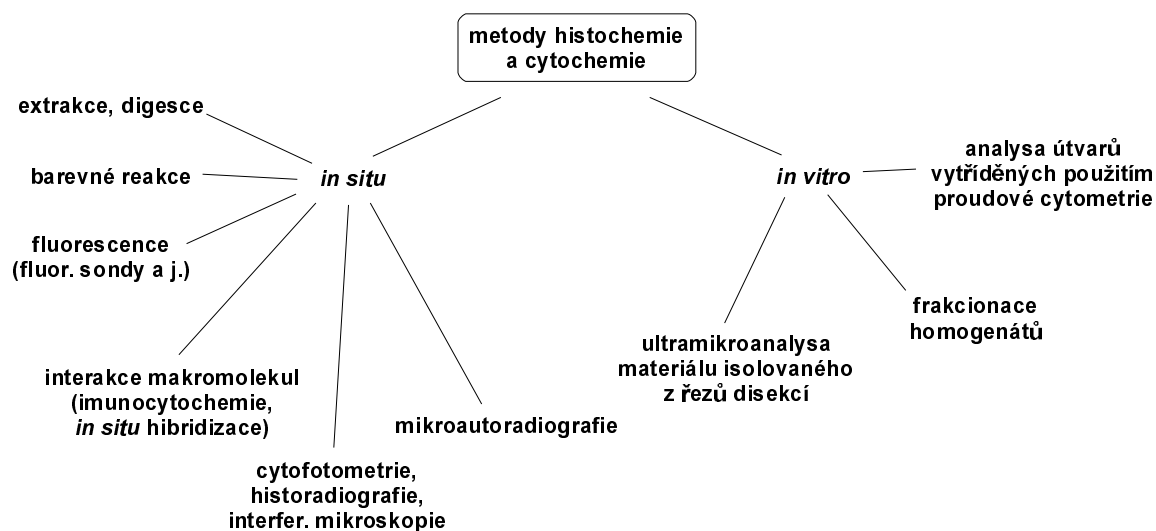 metody histochemie
a cytochemie
extrakce, digesce
barevné reakce
fluorescence
(fluor. sondy a j.)
in situ
interakce makromolekul
(imunocytochemie,
in situ hibridizace)
cytofotometrie,
historadiografie,
interfer. mikroskopie
mikroautoradiografie
in vitro
analysa útvarů
vytříděných použitím
proudové cytometrie
frakcionace
homogenátů
ultramikroanalysa
materiálu isolovaného
z řezů disekcí